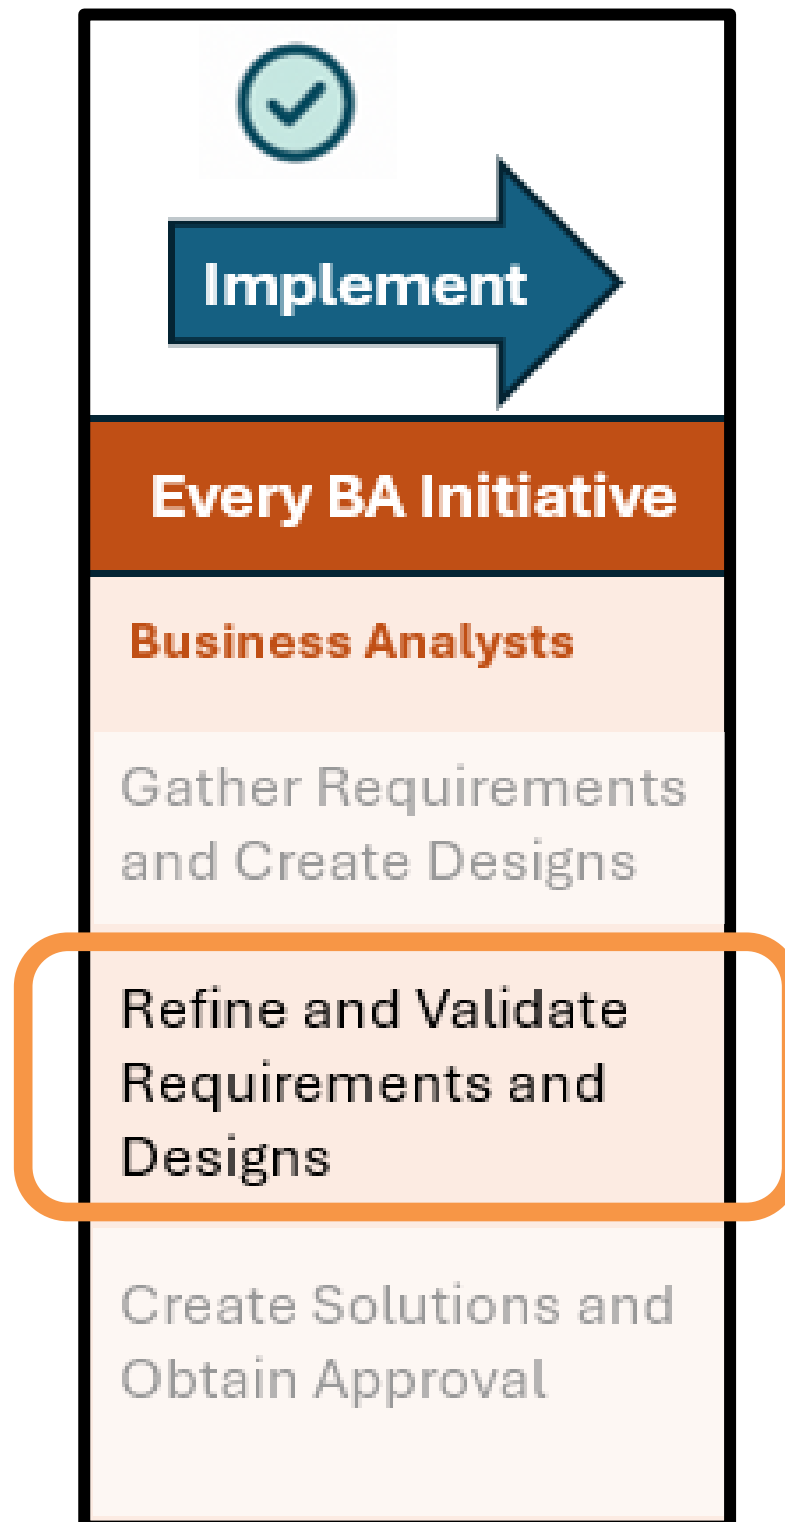 Implement
Every BA Initiative
Business Analysts
Gather Requirements
and Create Designs
Refine and Validate
Requirements and
Designs
Create Solutions and
Obtain Approval